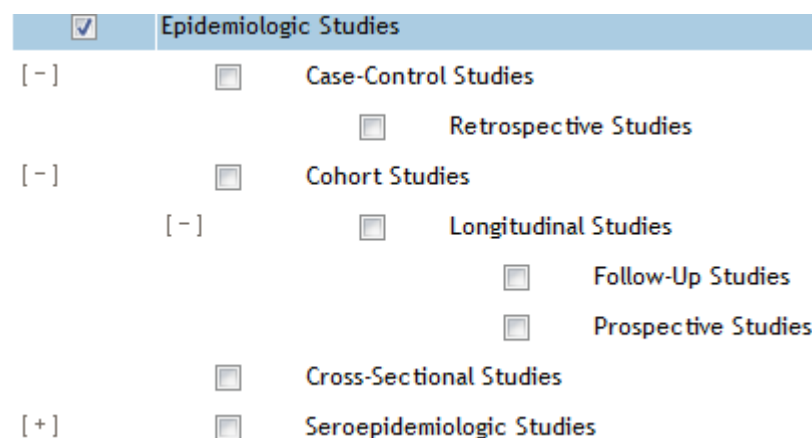 Epidemiologic Studies
[-] Case-Control Studies
Retrospective Studies
[-] Cohort Studies
[-] Longitudinal Studies
Follow-Up Studies
Prospective Studies
Cross-Sectional Studies
[+] Seroepidemiologic Studies